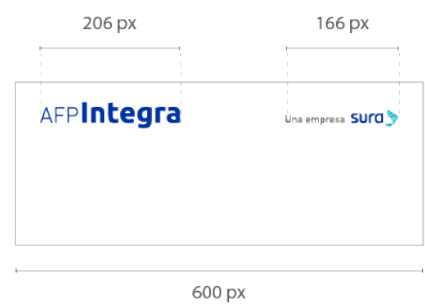 206 px
166 px
AFPIntegra
Una empresa sura
600 px